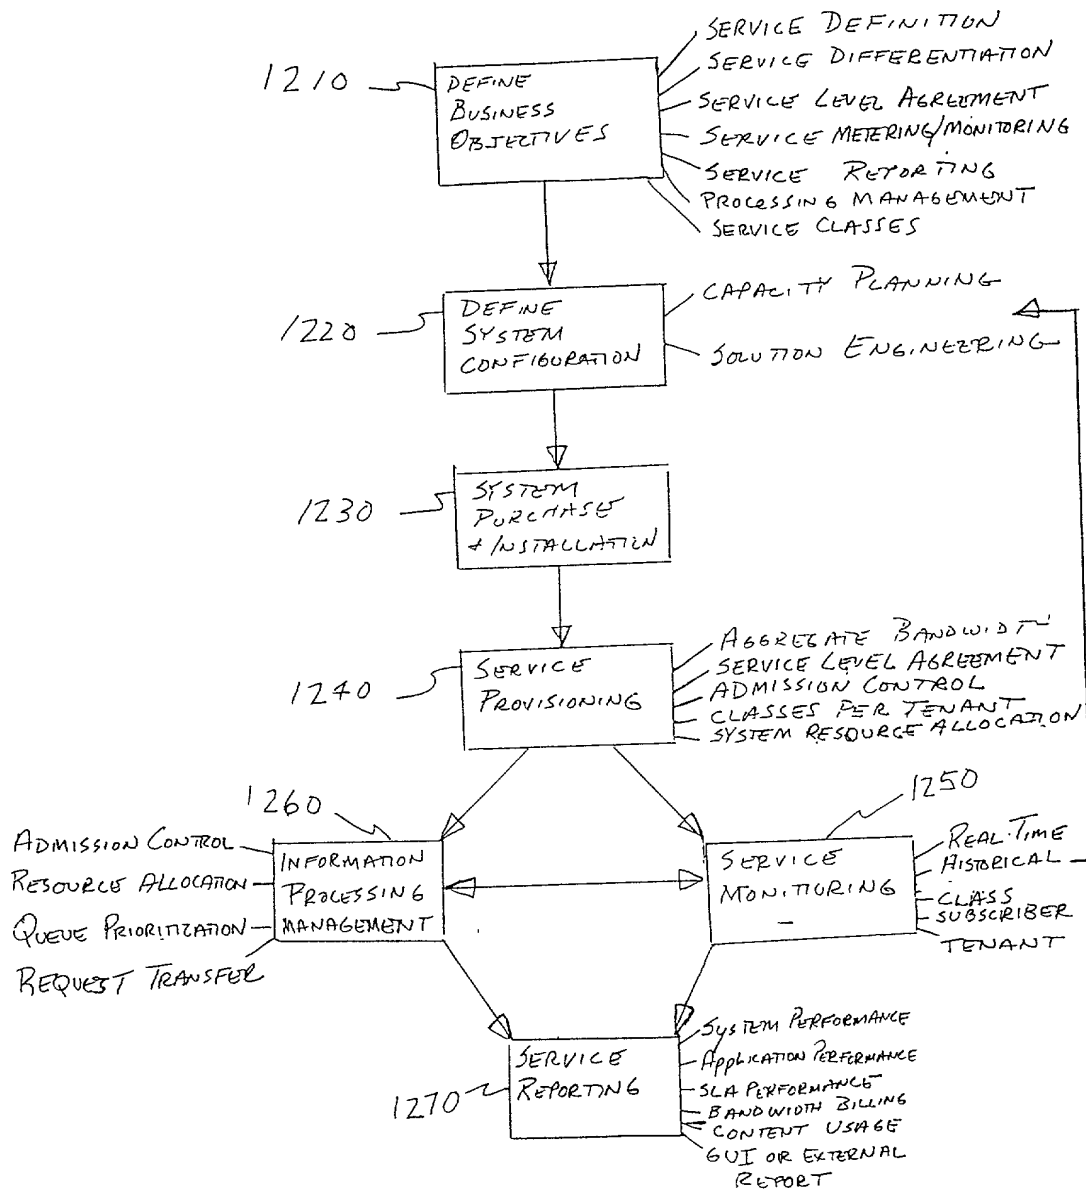 1210
DEFINE
BUSINESS
OBJECTIVES
SERVICE DEFINITION
SERVICE DIFFERENTIATION
SERVICE LEVEL AGREEMENT
SERVICE METERING/MONITORING
SERVICE REPORTING
PROCESSING MANAGEMENT
SERVICE CLASSES
1220
DEFINE
SYSTEM
CONFIGURATION
CAPACITY PLANNING
SOLUTION ENGINEERING
1230
SYSTEM
PURCHASE
+ INSTALLATION
1240
SERVICE
PROVISIONING
AGGREGATE BANDWIDTH
SERVICE LEVEL AGREEMENT
ADMISSION CONTROL
CLASSES PER TENANT
SYSTEM RESOURCE ALLOCATION
1260
ADMISSION CONTROL
RESOURCE ALLOCATION
QUEUE PRIORITIZATION
REQUEST TRANSFER
INFORMATION
PROCESSING
MANAGEMENT
1250
SERVICE
MONITORING
REAL-TIME
HISTORICAL
CLASS
SUBSCRIBER
TENANT
1270
SERVICE
REPORTING
SYSTEM PERFORMANCE
APPLICATION PERFORMANCE
SLA PERFORMANCE
BANDWIDTH BILLING
CONTENT USAGE
GUI OR EXTERNAL
REPORT